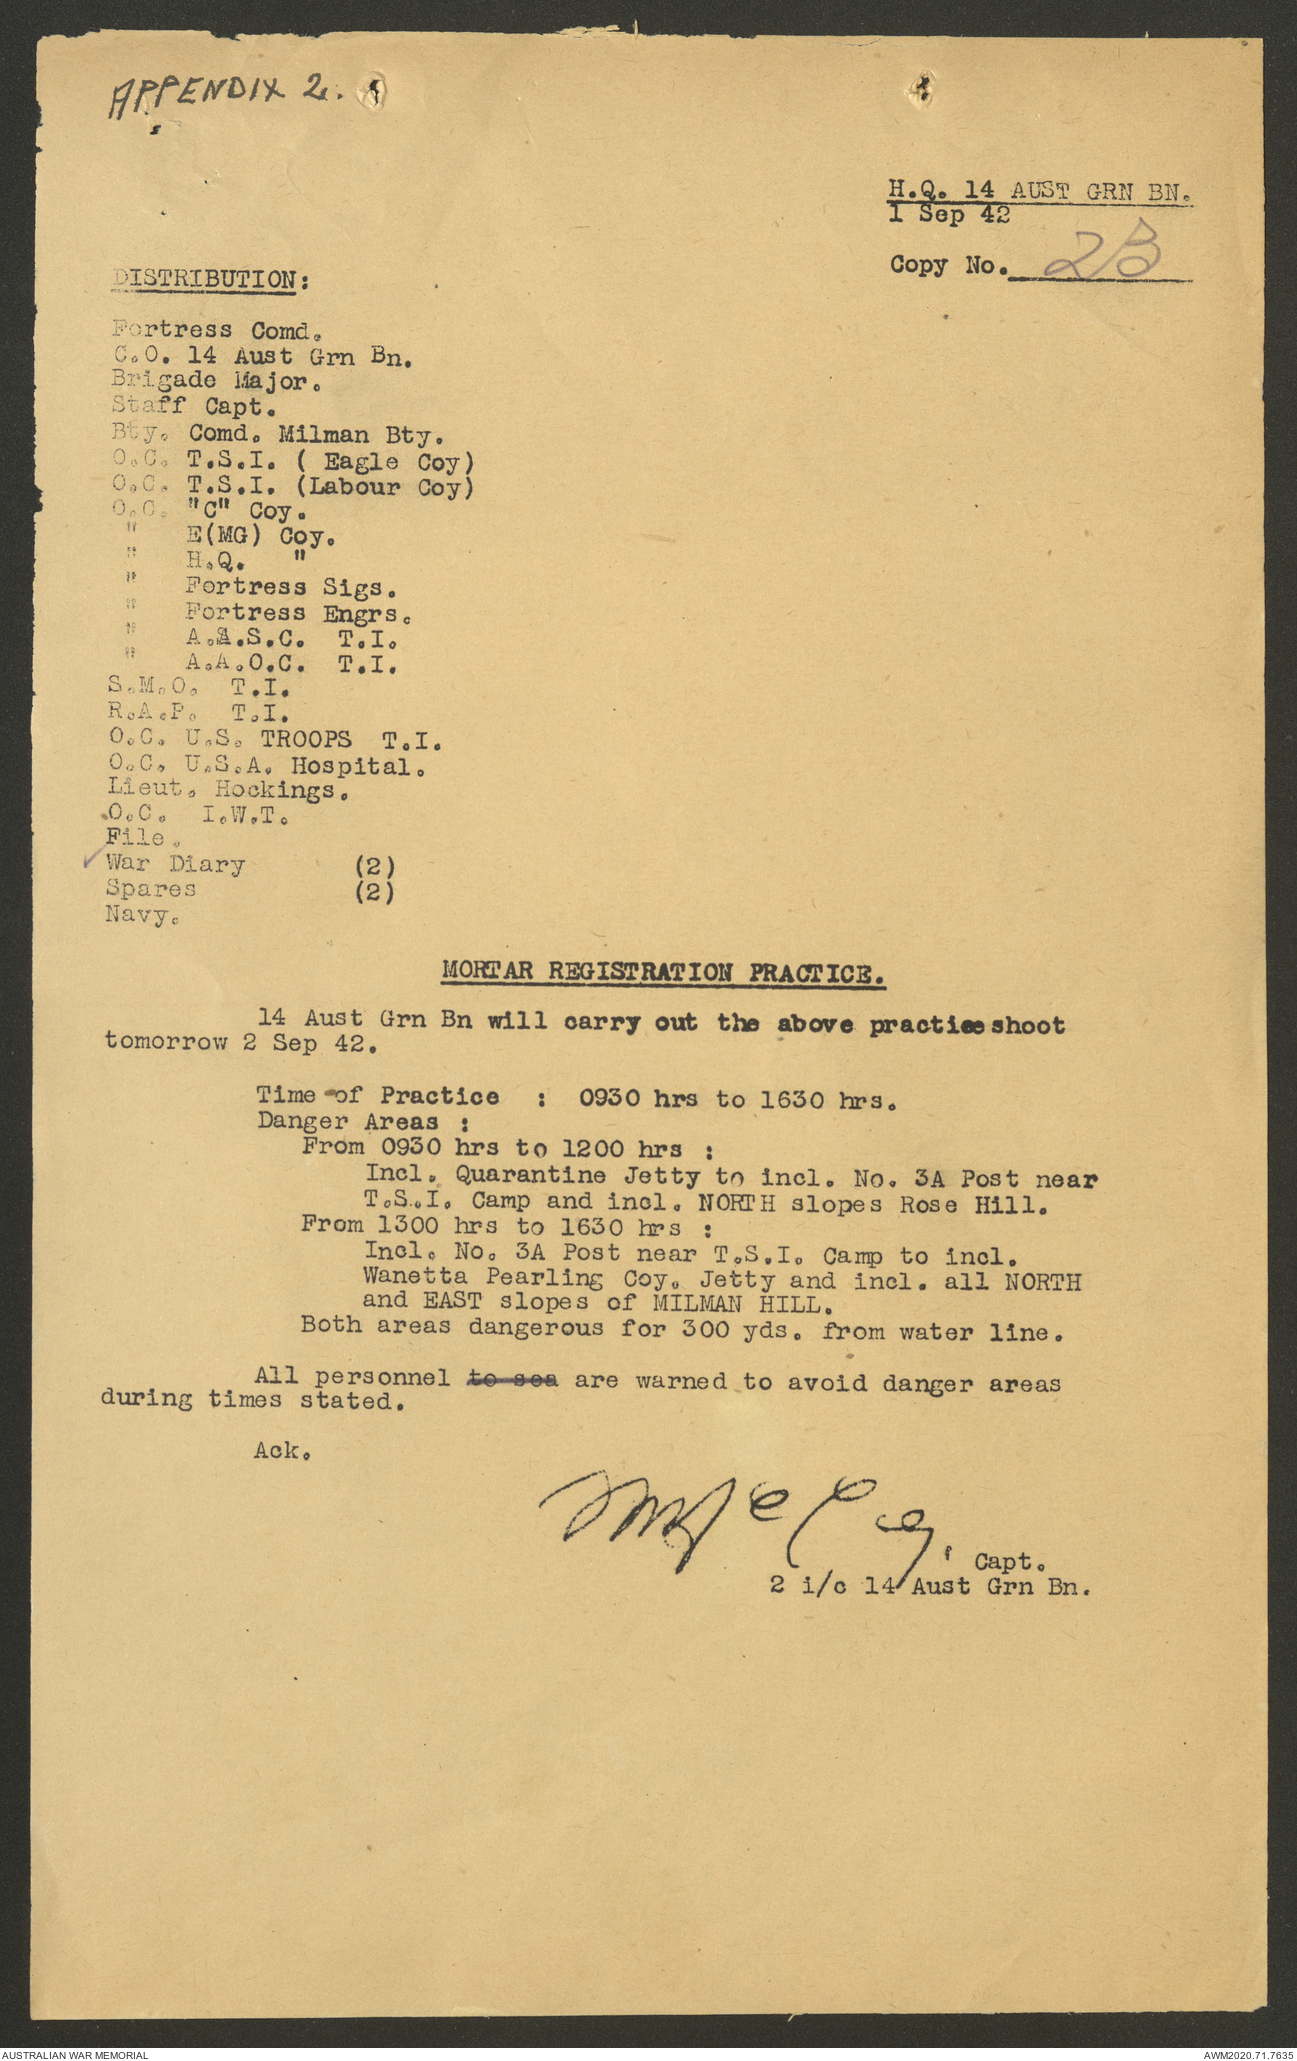 APPENDIX 2.
H.Q. 14 AUST GRN BN.
1 Sep 42
Copy No. 2B
DISTRIBUTION:
Fortress Comd.
C.O. 14 Aust Grn Bn.
Brigade Major.
Staff Capt.
Bty. Comd. Milman Bty.
O.C. T.S.I. ( Eagle Coy)
O.C. T.S.I. (Labour Coy)
O.C. "C" Coy.
" E(MG) Coy.
" H.Q. "
" Fortress Sigs.
" Fortress Engrs.
" A.A.S.C. T.I.
" A.A.O.C. T.I.
S.M.O. T.I.
R.A.P. T.I.
O.C. U.S. TROOPS T.I.
O.C. U.S.A. Hospital.
Lieut. Hockings.
O.C. I.W.T.
File.
War Diary (2)
Spares (2)
Navy.
MORTAR REGISTRATION PRACTICE.
14 Aust Grn Bn will carry out the above practice shoot
tomorrow 2 Sep 42.
Time of Practice : 0930 hrs to 1630 hrs.
Danger Areas :
From 0930 hrs to 1200 hrs :
Incl. Quarantine Jetty to incl. No. 3A Post near
T.S.I. Camp and incl. NORTH slopes Rose Hill.
From 1300 hrs to 1630 hrs :
Incl. No. 3A Post near T.S.I. Camp to incl.
Wanetta Pearling Coy. Jetty and incl. all NORTH
and EAST slopes of MILMAN HILL.
Both areas dangerous for 300 yds. from water line.
All personnel to sea are warned to avoid danger areas
during times stated.
Ack.
Capt.
2 i/c 14 Aust Grn Bn.
AUSTRALIAN WAR MEMORIAL
AWM2020.71.7635